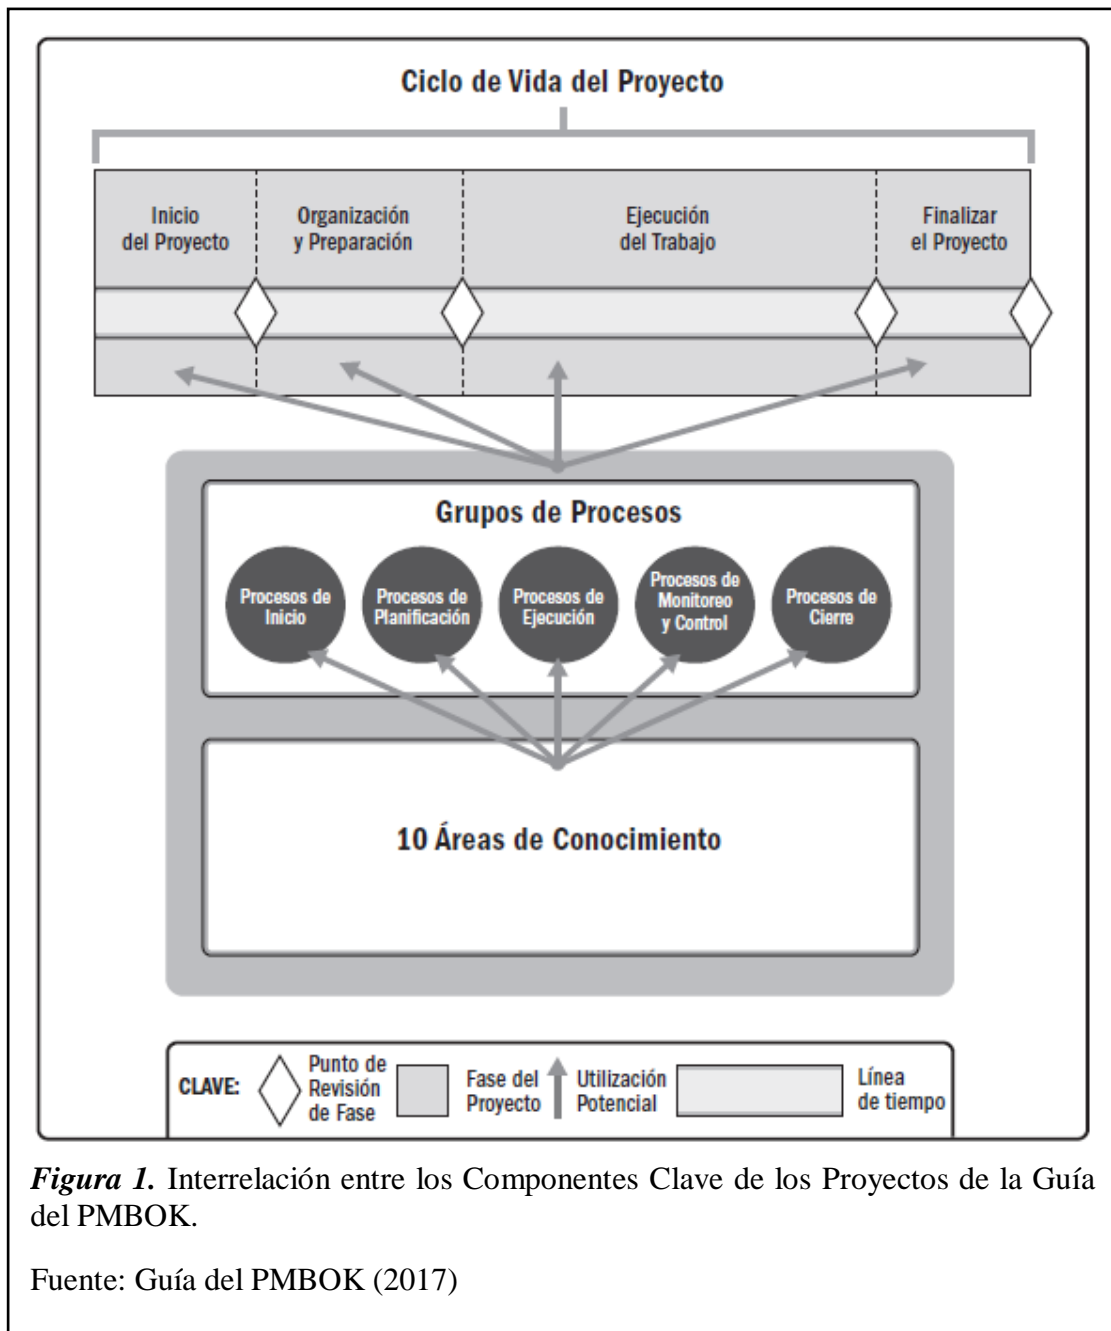 Ciclo de Vida del Proyecto
Inicio
del Proyecto
Organización
y Preparación
Ejecución
del Trabajo
Finalizar
el Proyecto
Grupos de Procesos
Procesos de
Inicio
Procesos de
Planificación
Procesos de
Ejecución
Procesos de
Monitoreo
y Control
Procesos de
Cierre
10 Áreas de Conocimiento
CLAVE:
Punto de
Revisión
de Fase
Fase del
Proyecto
Utilización
Potencial
Línea
de tiempo
Figura 1. Interrelación entre los Componentes Clave de los Proyectos de la Guía
del PMBOK.
Fuente: Guía del PMBOK (2017)